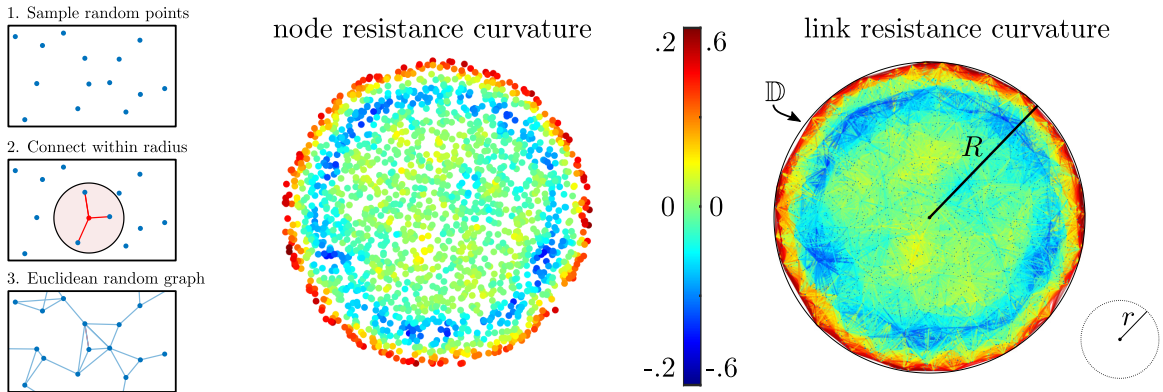 1. Sample random points
2. Connect within radius
3. Euclidean random graph
node resistance curvature
.2 .6
0 0
-.2 -.6
link resistance curvature
𝔻
R
r